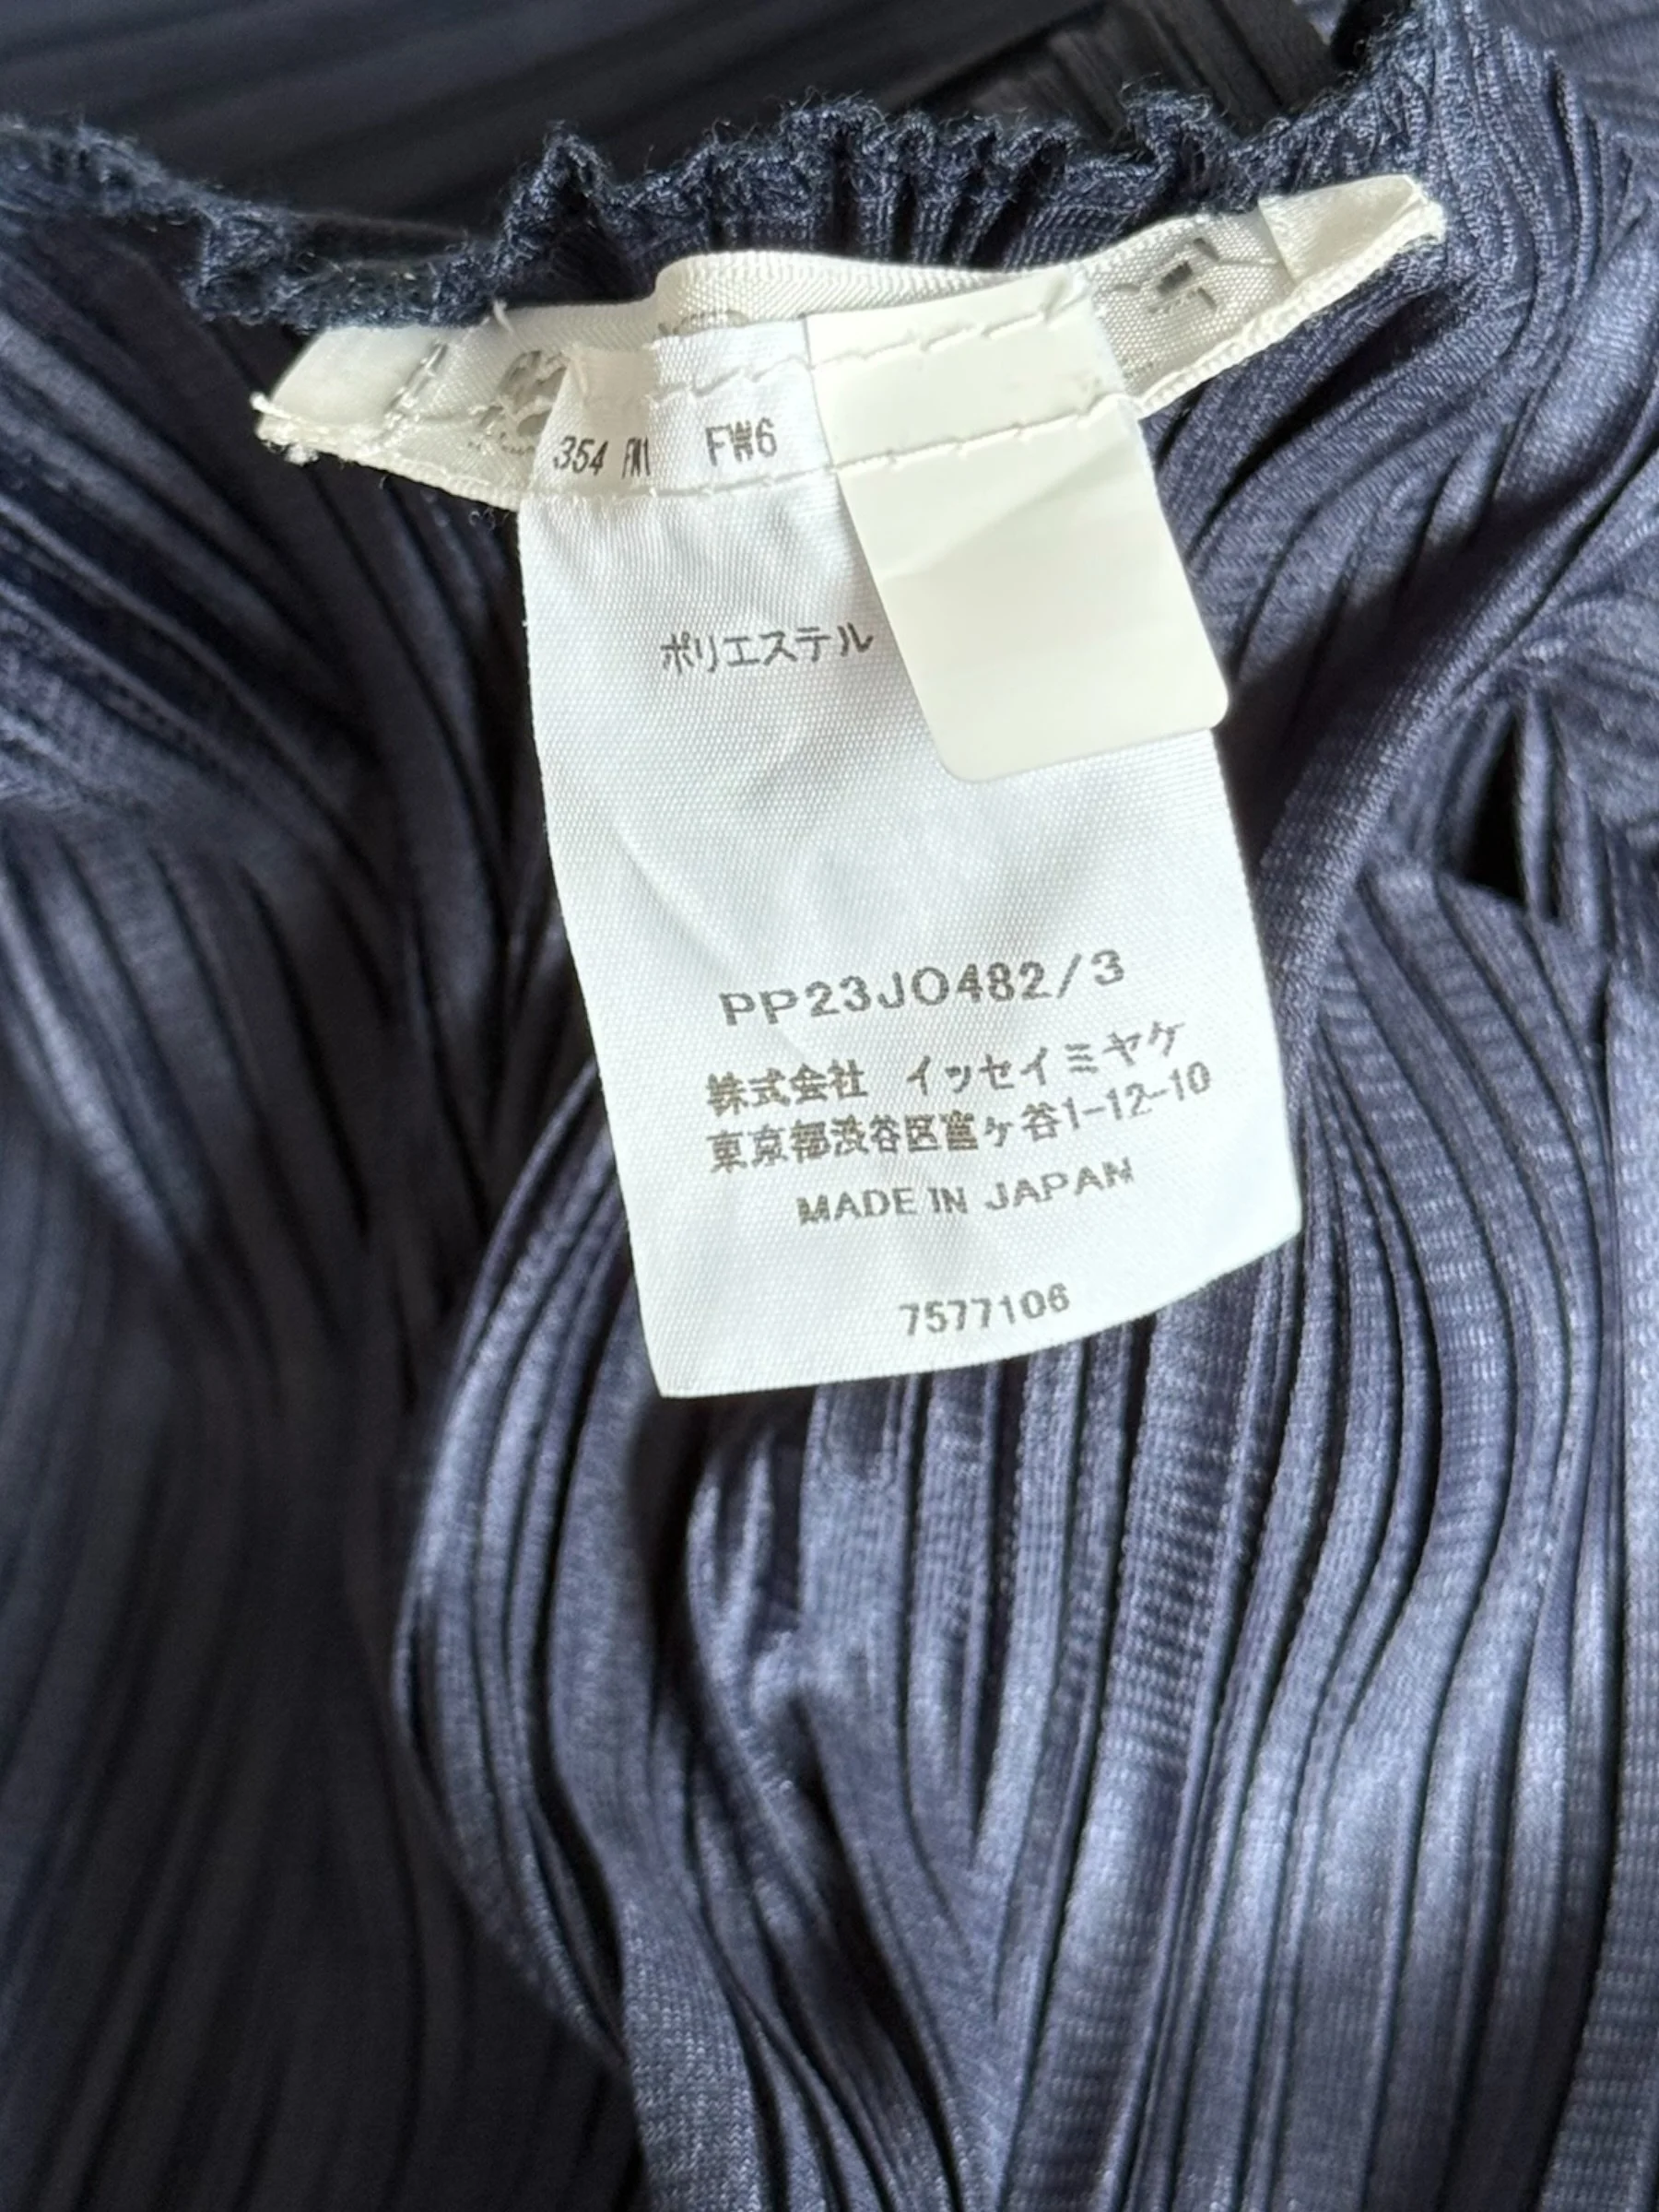 354 FW1 FW6
ポリエステル
PP23JO482/3
株式会社 イッセイミヤケ
東京都渋谷区富ヶ谷1-12-10
MADE IN JAPAN
7577106